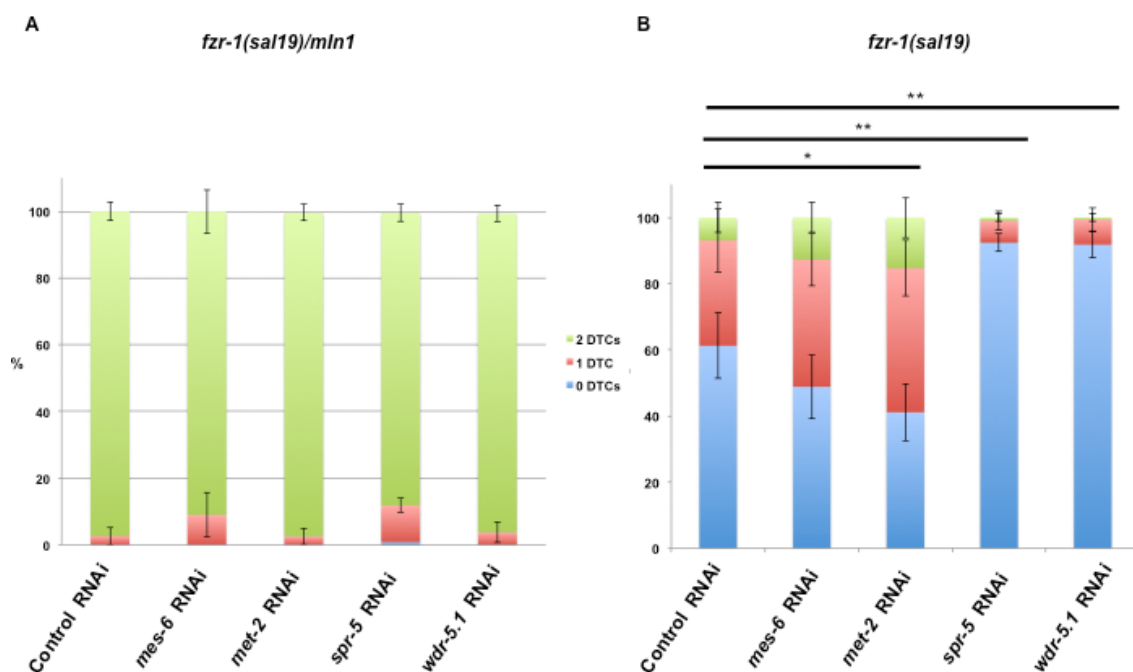 A
fzr-1(sal19)/mln1
100
80
60
%
40
20
0
Control RNAi
mes-6 RNAi
met-2 RNAi
spr-5 RNAi
wdr-5.1 RNAi
2 DTCs
1 DTC
0 DTCs
B
fzr-1(sal19)
**
**
*
100
80
60
40
20
0
Control RNAi
mes-6 RNAi
met-2 RNAi
spr-5 RNAi
wdr-5.1 RNAi